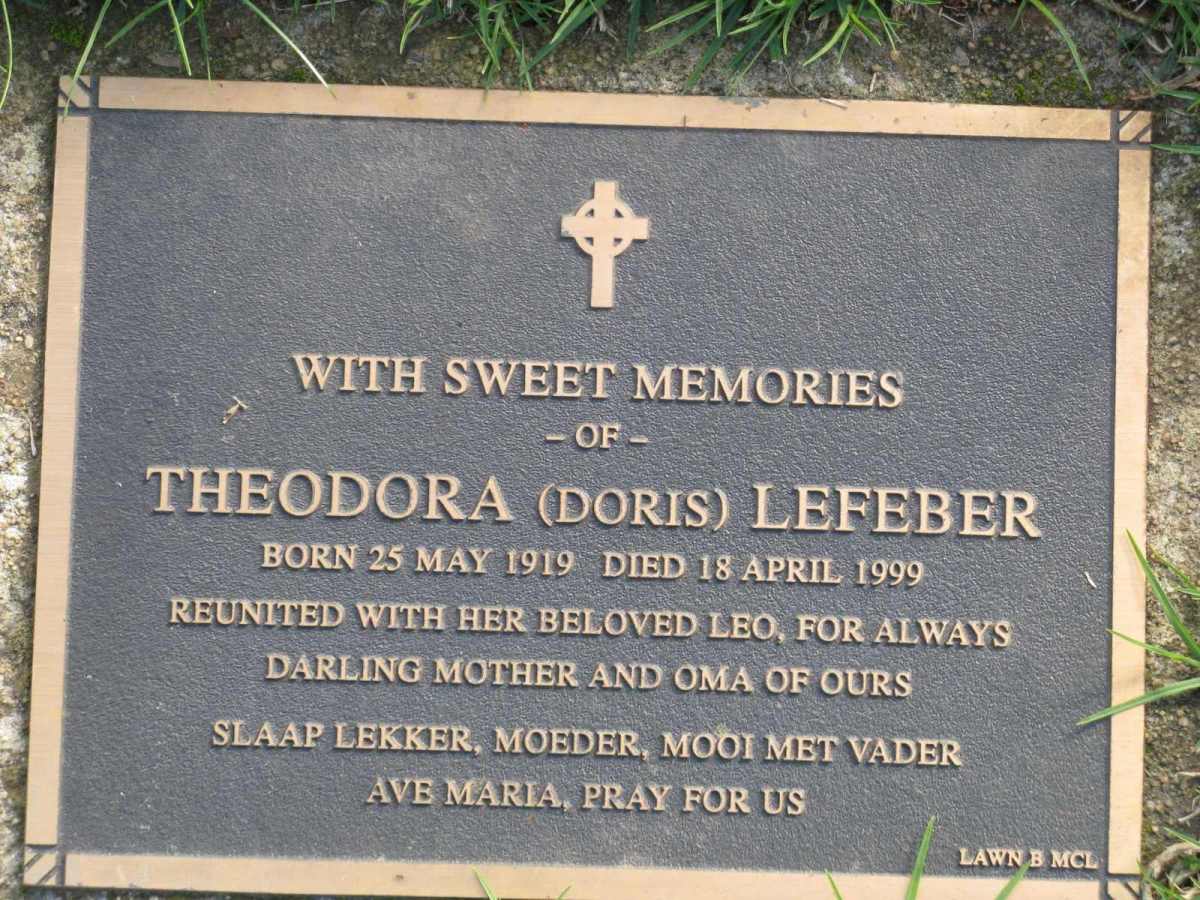 WITH SWEET MEMORIES
– OF –
THEODORA (DORIS) LEFEBER
BORN 25 MAY 1919 DIED 18 APRIL 1999
REUNITED WITH HER BELOVED LEO, FOR ALWAYS
DARLING MOTHER AND OMA OF OURS
SLAAP LEKKER, MOEDER, MOOI MET VADER
AVE MARIA, PRAY FOR US
LAWN B MCL